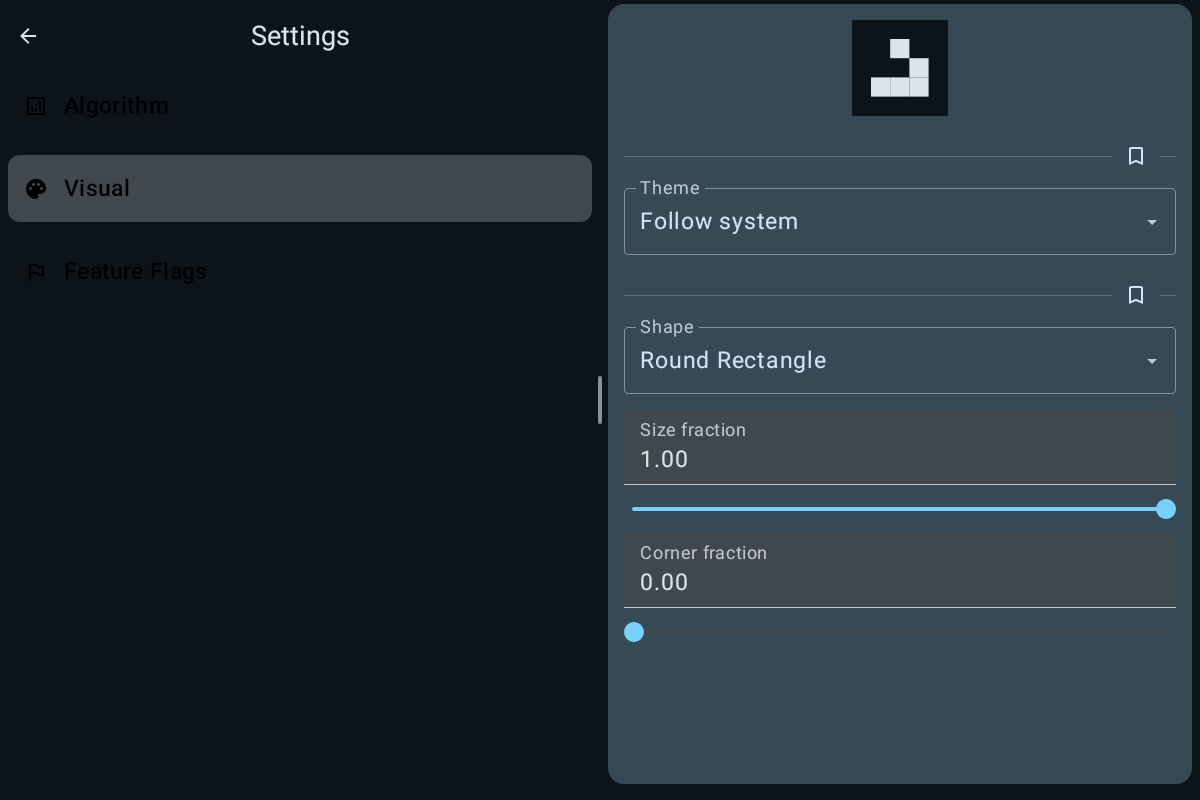 Settings
Algorithm
Visual
Feature Flags
Theme
Follow system
Shape
Round Rectangle
Size fraction
1.00
Corner fraction
0.00